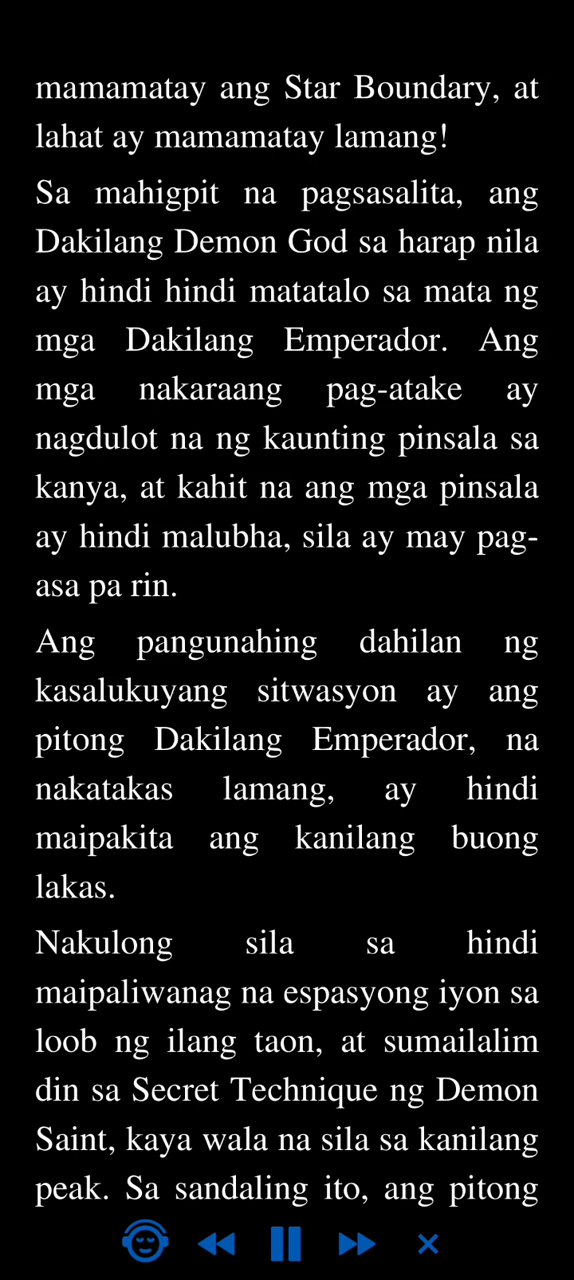 mamamatay ang Star Boundary, at
lahat ay mamamatay lamang!
Sa mahigpit na pagsasalita, ang
Dakilang Demon God sa harap nila
ay hindi hindi matatalo sa mata ng
mga Dakilang Emperador. Ang
mga nakaraang pag-atake ay
nagdulot na ng kaunting pinsala sa
kanya, at kahit na ang mga pinsala
ay hindi malubha, sila ay may pag-
asa pa rin.
Ang pangunahing dahilan ng
kasalukuyang sitwasyon ay ang
pitong Dakilang Emperador, na
nakatakas lamang, ay hindi
maipakita ang kanilang buong
lakas.
Nakulong sila sa hindi
maipaliwanag na espasyong iyon sa
loob ng ilang taon, at sumailalim
din sa Secret Technique ng Demon
Saint, kaya wala na sila sa kanilang
peak. Sa sandaling ito, ang pitong